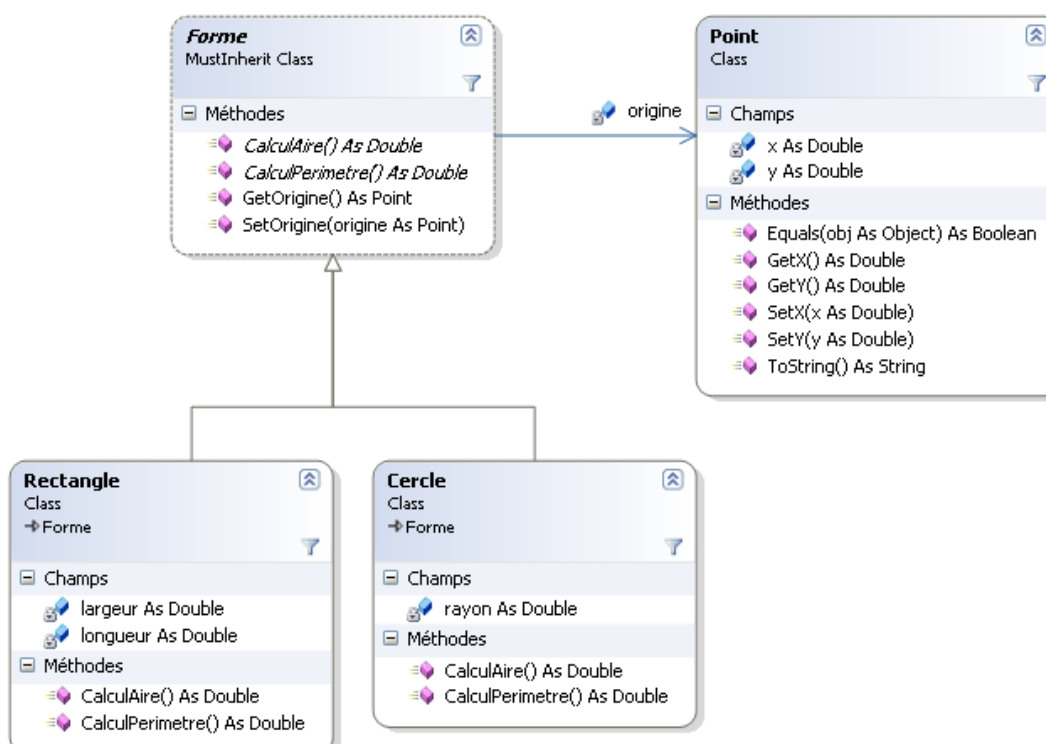 Forme
MustInherit Class
Méthodes
CalculAire() As Double
CalculPerimetre() As Double
GetOrigine() As Point
SetOrigine(origine As Point)
origine
Point
Class
Champs
x As Double
y As Double
Méthodes
Equals(obj As Object) As Boolean
GetX() As Double
GetY() As Double
SetX(x As Double)
SetY(y As Double)
ToString() As String
Rectangle
Class
Forme
Champs
largeur As Double
longueur As Double
Méthodes
CalculAire() As Double
CalculPerimetre() As Double
Cercle
Class
Forme
Champs
rayon As Double
Méthodes
CalculAire() As Double
CalculPerimetre() As Double